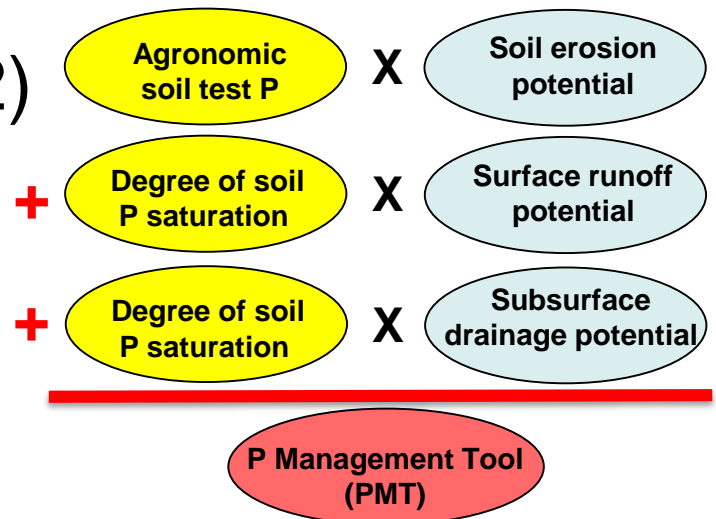 2)
Agronomic soil test P X Soil erosion potential
+ Degree of soil P saturation X Surface runoff potential
+ Degree of soil P saturation X Subsurface drainage potential
P Management Tool
(PMT)